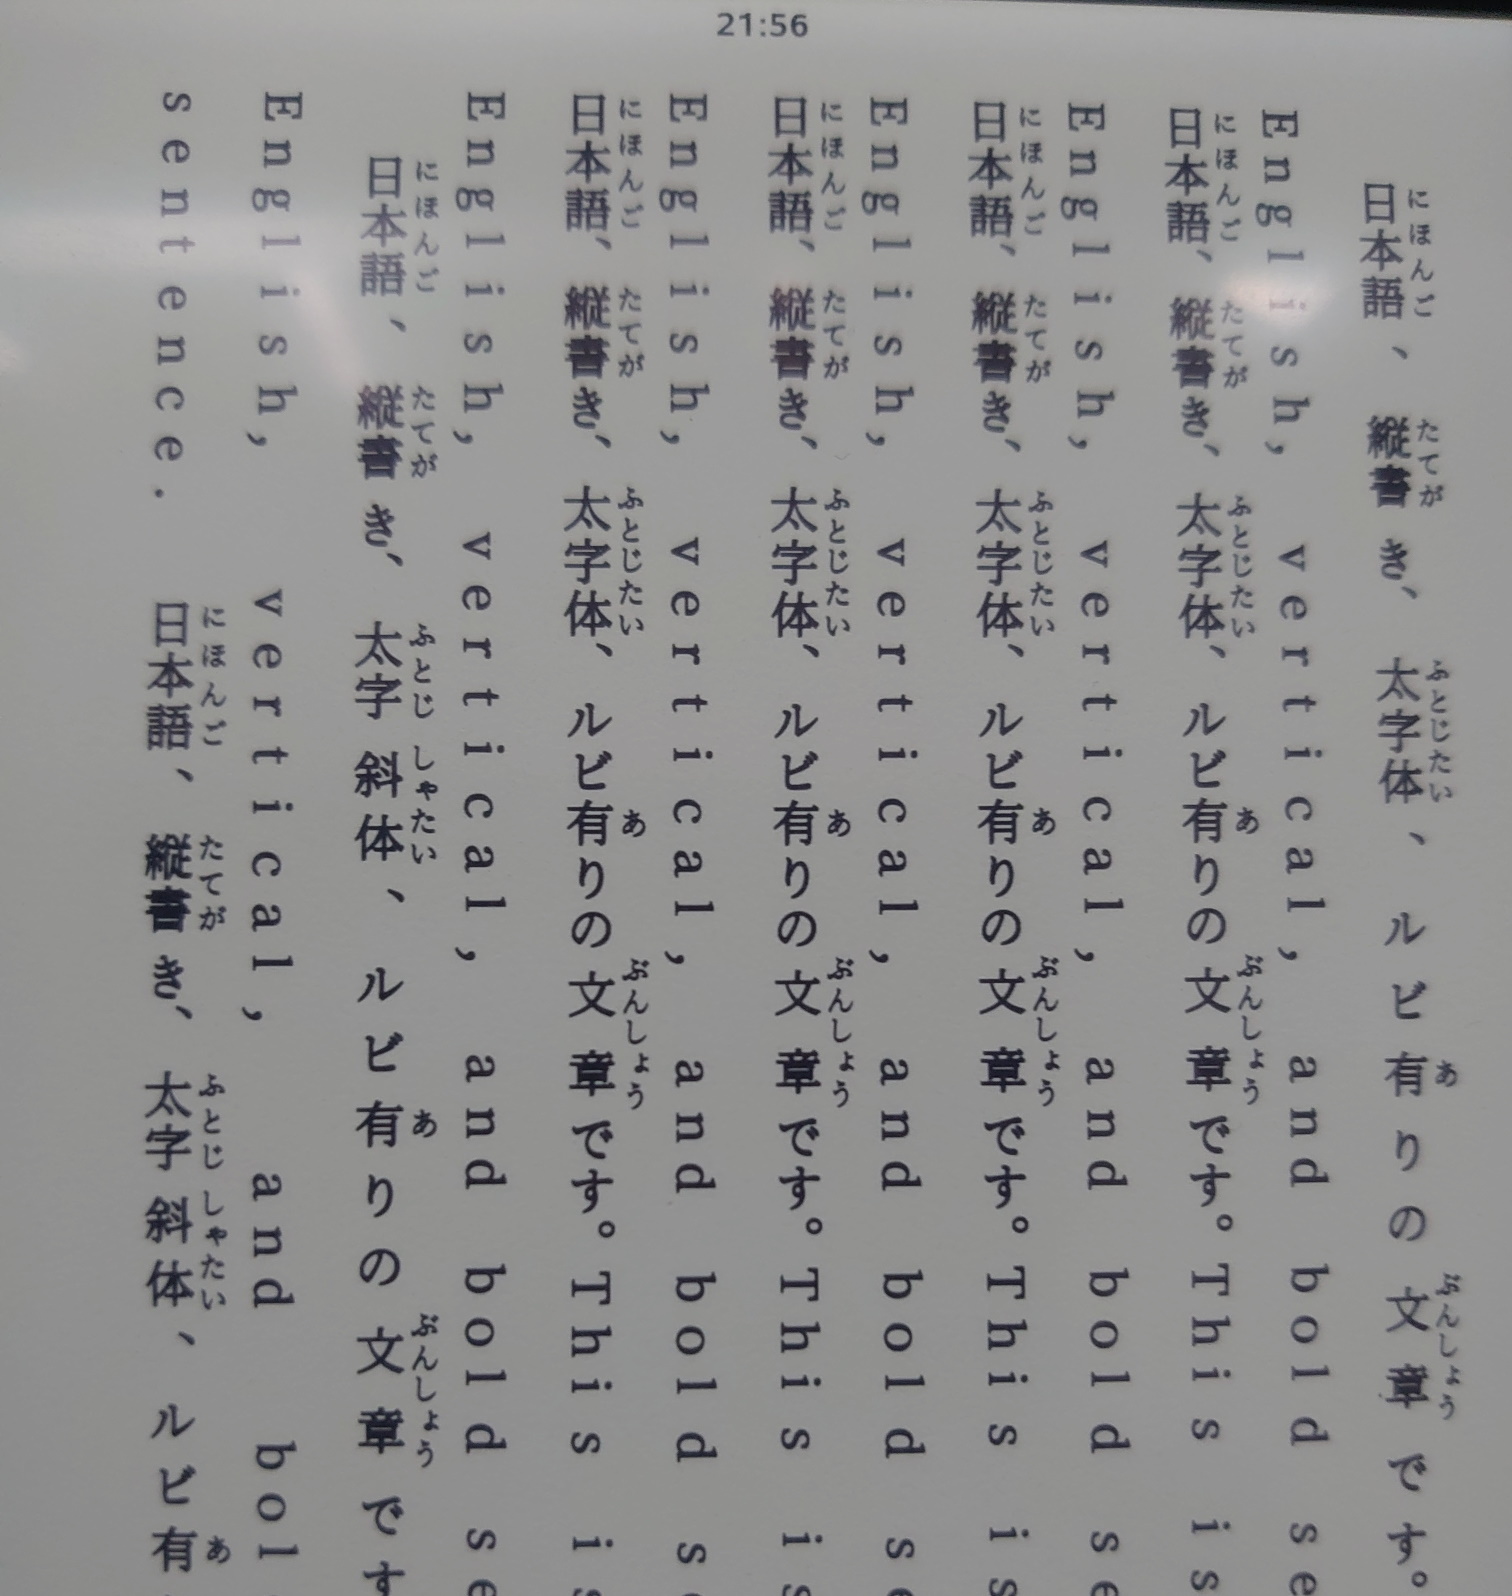 21:56
にほんご たてが ふとじたい あ ぶんしょう
日本語、縦書き、太字体、ルビ有りの文章です。
English, vertical, and bold se
にほんご たてが ふとじたい あ ぶんしょう
日本語、縦書き、太字体、ルビ有りの文章です。This is
English, vertical, and bold se
にほんご たてが ふとじたい あ ぶんしょう
日本語、縦書き、太字体、ルビ有りの文章です。This is
English, vertical, and bold se
にほんご たてが ふとじたい あ ぶんしょう
日本語、縦書き、太字体、ルビ有りの文章です。This is
English, vertical, and bold se
にほんご たてが ふとじたい あ ぶんしょう
日本語、縦書き、太字体、ルビ有りの文章です。This is
English, vertical, and bold se
にほんご たてが ふとじ しゃたい あ ぶんしょう
日本語、縦書き、太字斜体、ルビ有りの文章です
English, vertical, and bol
にほんご たてが ふとじ しゃたい あ
sentence. 日本語、縦書き、太字斜体、ルビ有